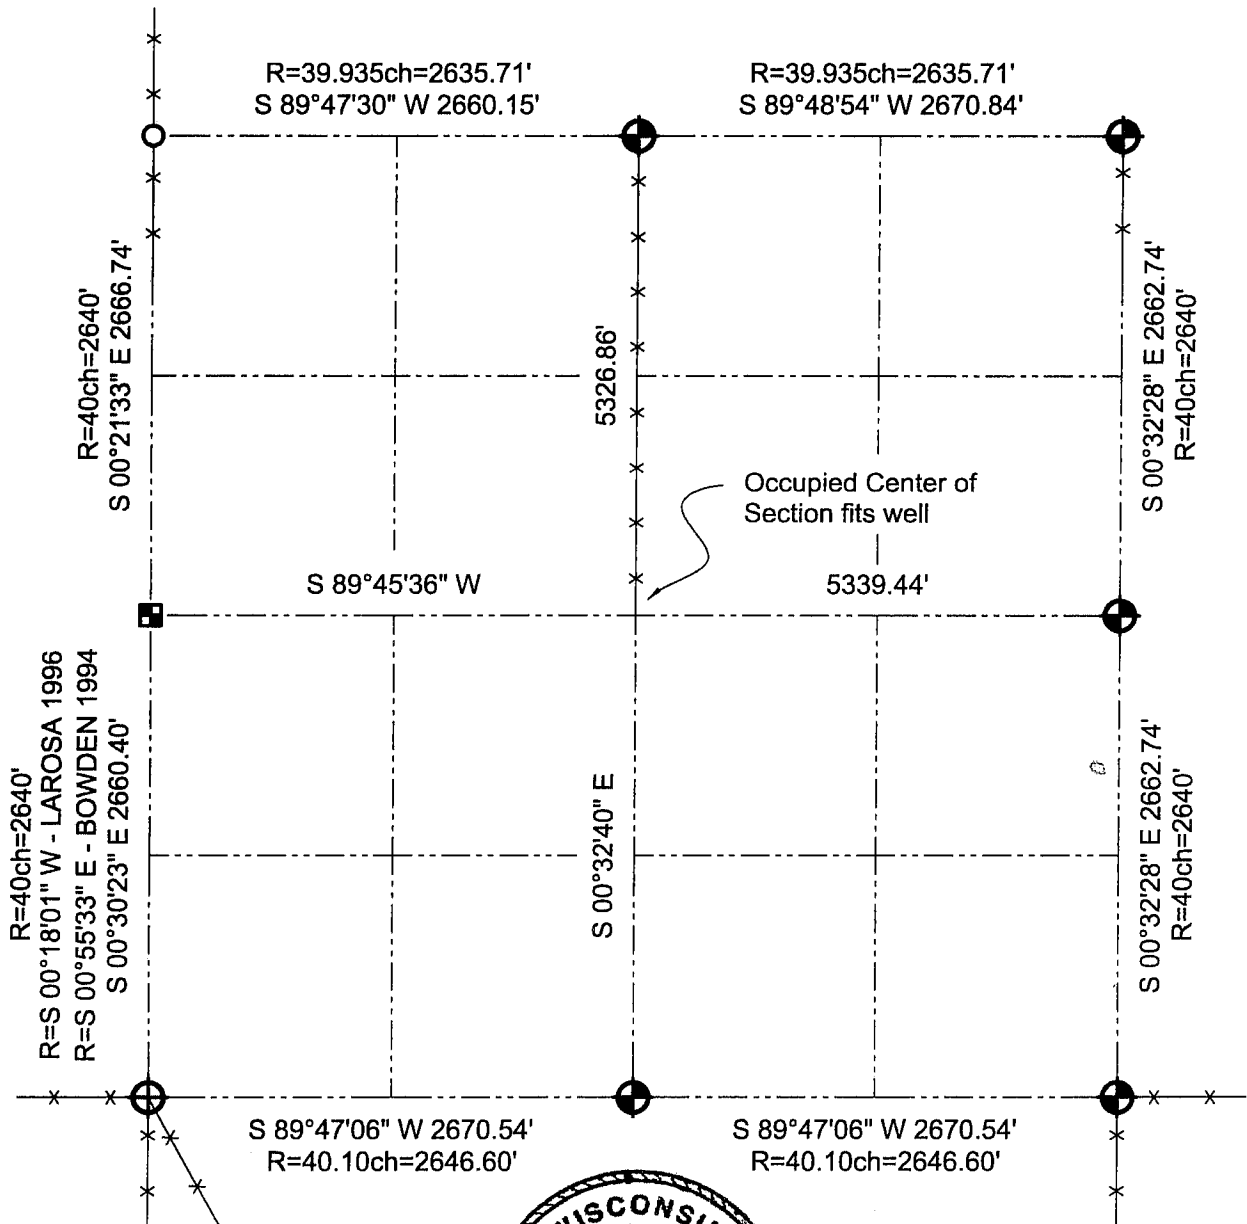 R=39.935ch=2635.71'
S 89°47'30" W 2660.15'
R=39.935ch=2635.71'
S 89°48'54" W 2670.84'
R=40ch=2640'
S 00°21'33" E 2666.74'
5326.86'
S 00°32'28" E 2662.74'
R=40ch=2640'
Occupied Center of
Section fits well
S 89°45'36" W
5339.44'
R=40ch=2640'
R=S 00°18'01" W - LAROSA 1996
R=S 00°55'33" E - BOWDEN 1994
S 00°30'23" E 2660.40'
S 00°32'40" E
S 00°32'28" E 2662.74'
R=40ch=2640'
S 89°47'06" W 2670.54'
R=40.10ch=2646.60'
S 89°47'06" W 2670.54'
R=40.10ch=2646.60'
WISCONSIN